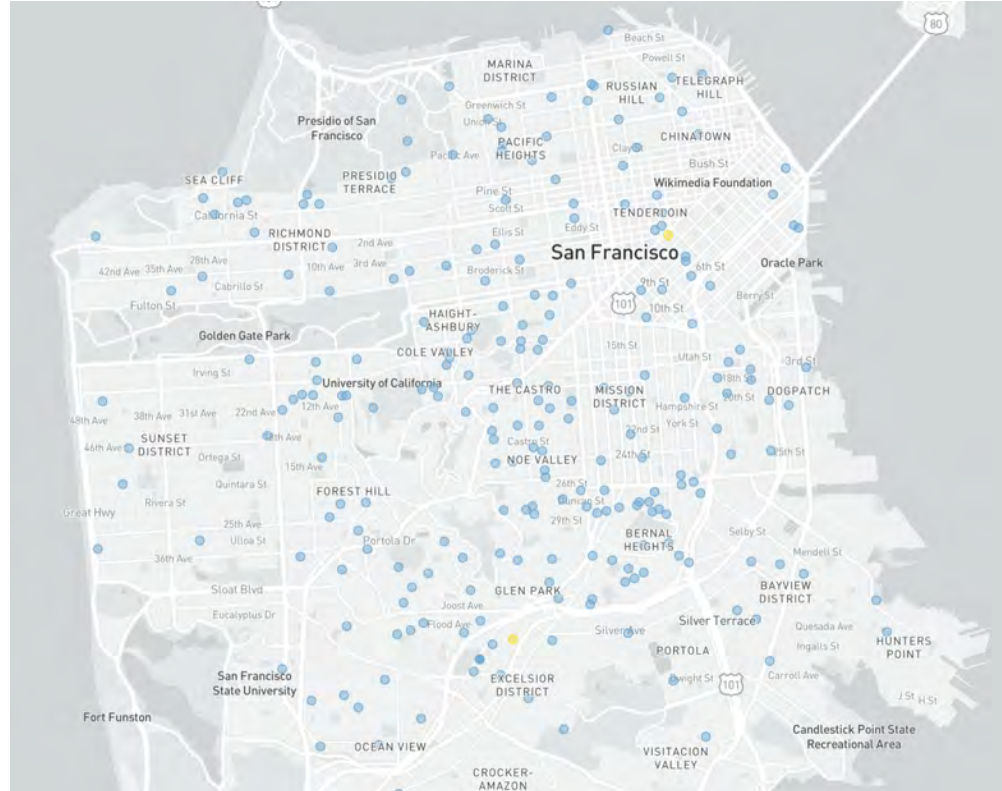 80
Beach St
Powell St
MARINA
DISTRICT
RUSSIAN
HILL
TELEGRAPH
HILL
Greenwich St
Union St
Presidio of San
Francisco
CHINATOWN
PACIFIC
HEIGHTS
Clay St
Pacific Ave
Bush St
SEA CLIFF
PRESIDIO
TERRACE
Wikimedia Foundation
Pine St
Scott St
California St
TENDERLOIN
Eddy St
Ellis St
RICHMOND
DISTRICT
2nd Ave
San Francisco
28th Ave
3rd Ave
10th Ave
35th Ave
42nd Ave
Broderick St
6th St
Oracle Park
Cabrillo St
9th St
Berry St
Fulton St
101
10th St
HAIGHT-
ASHBURY
Golden Gate Park
15th St
COLE VALLEY
Utah St
3rd St
Irving St
18th St
University of California
THE CASTRO
MISSION
DISTRICT
DOGPATCH
20th St
Hampshire St
12th Ave
22nd Ave
31st Ave
38th Ave
48th Ave
York St
22nd St
SUNSET
DISTRICT
46th Ave
Castro St
25th St
24th St
Ortega St
NOE VALLEY
15th Ave
Quintara St
26th St
FOREST HILL
Rivera St
Duncan St
Great Hwy
29th St
25th Ave
Ulloa St
Portola Dr
BERNAL
HEIGHTS
Selby St
Mendell St
36th Ave
Sloat Blvd
GLEN PARK
BAYVIEW
DISTRICT
Joost Ave
Eucalyptus Dr
Flood Ave
Silver Ave
Silver Terrace
Quesada Ave
HUNTERS
POINT
Ingalls St
PORTOLA
San Francisco
State University
EXCELSIOR
DISTRICT
Dwight St
101
Carroll Ave
J St
H St
Fort Funston
Candlestick Point State
Recreational Area
OCEAN VIEW
VISITACION
VALLEY
CROCKER-
AMAZON